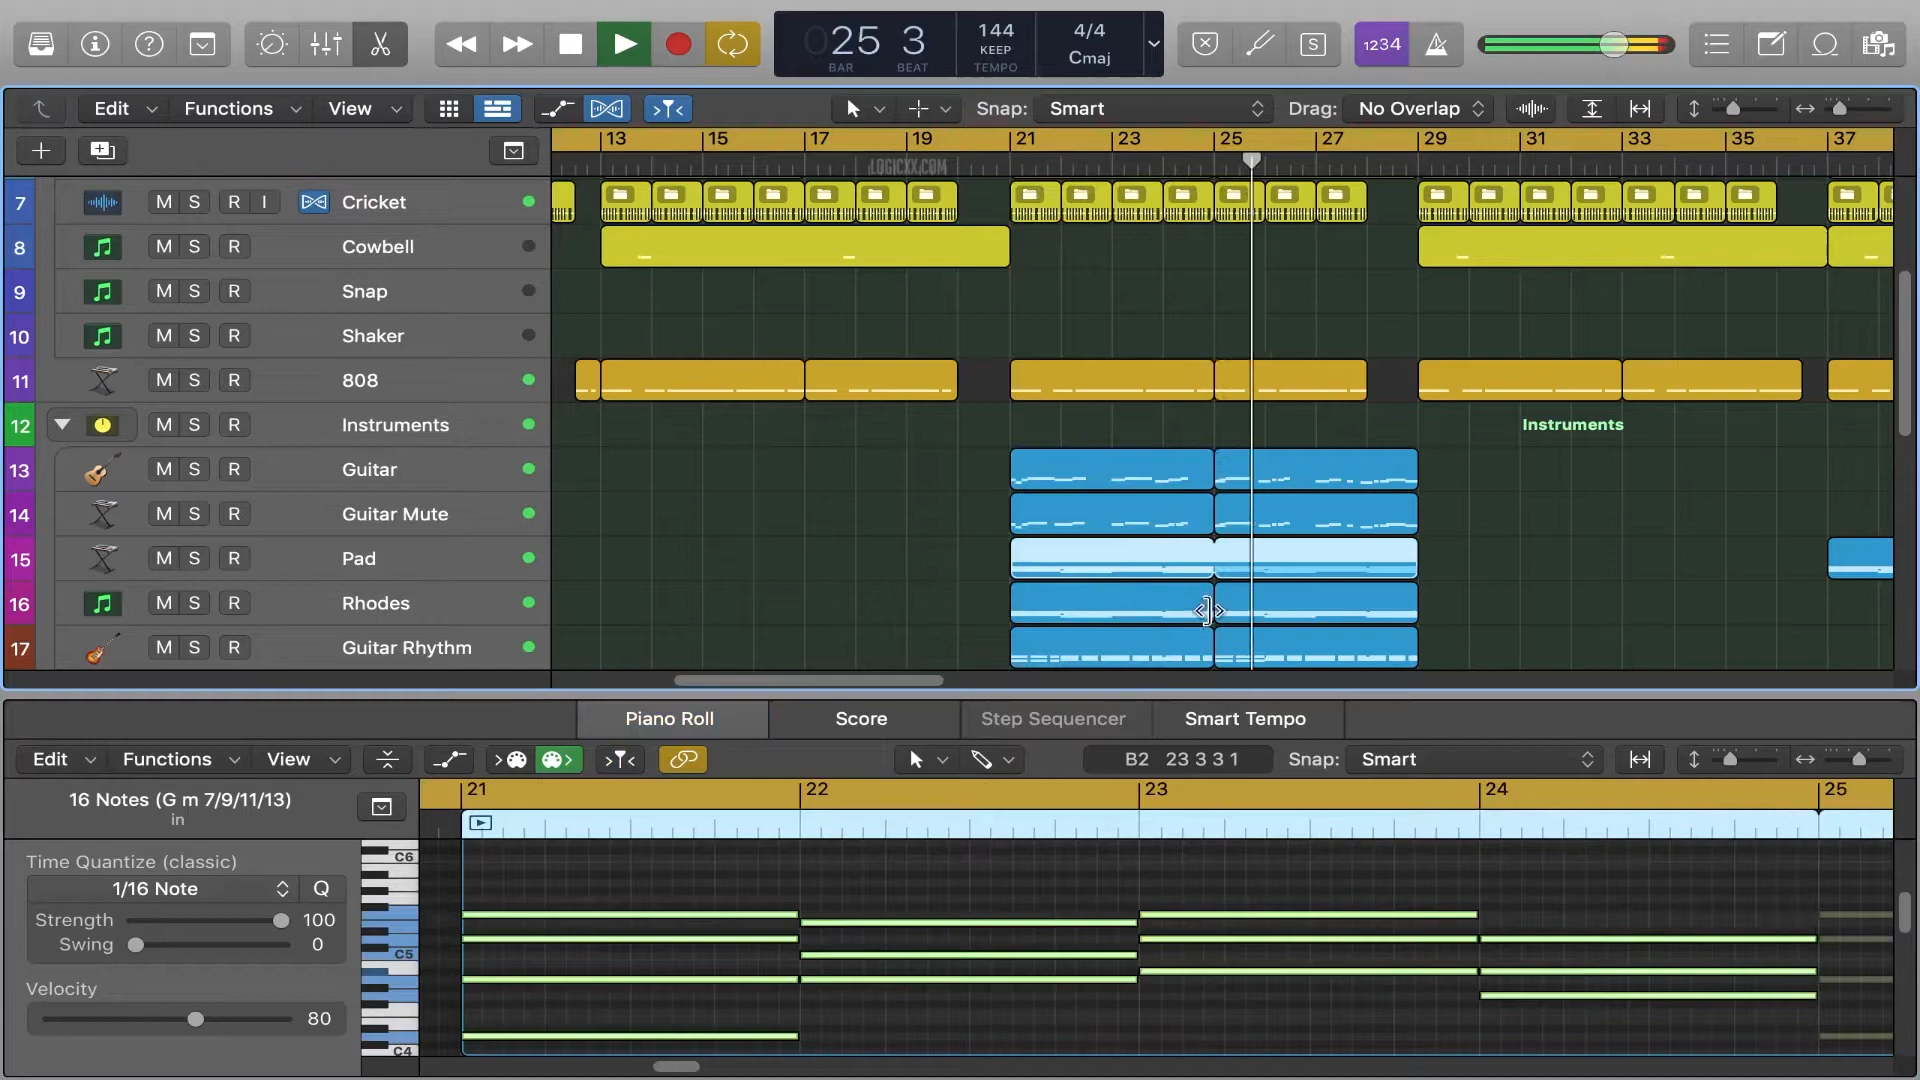 025 3
BAR BEAT
144
KEEP
TEMPO
4/4
Cmaj
S
1234
Edit Functions View Snap: Smart Drag: No Overlap
13 15 17 19 21 23 25 27 29 31 33 35 37
LOGICXX.COM
7 M S R I Cricket
8 M S R Cowbell
9 M S R Snap
10 M S R Shaker
11 M S R 808
12 M S R Instruments Instruments
13 M S R Guitar
14 M S R Guitar Mute
15 M S R Pad
16 M S R Rhodes
17 M S R Guitar Rhythm
Piano Roll Score Step Sequencer Smart Tempo
Edit Functions View B2 23 3 3 1 Snap: Smart
16 Notes (G m 7/9/11/13)
in
21 22 23 24 25
Time Quantize (classic)
1/16 Note Q
Strength 100
Swing 0
Velocity
80
C6
C5
C4